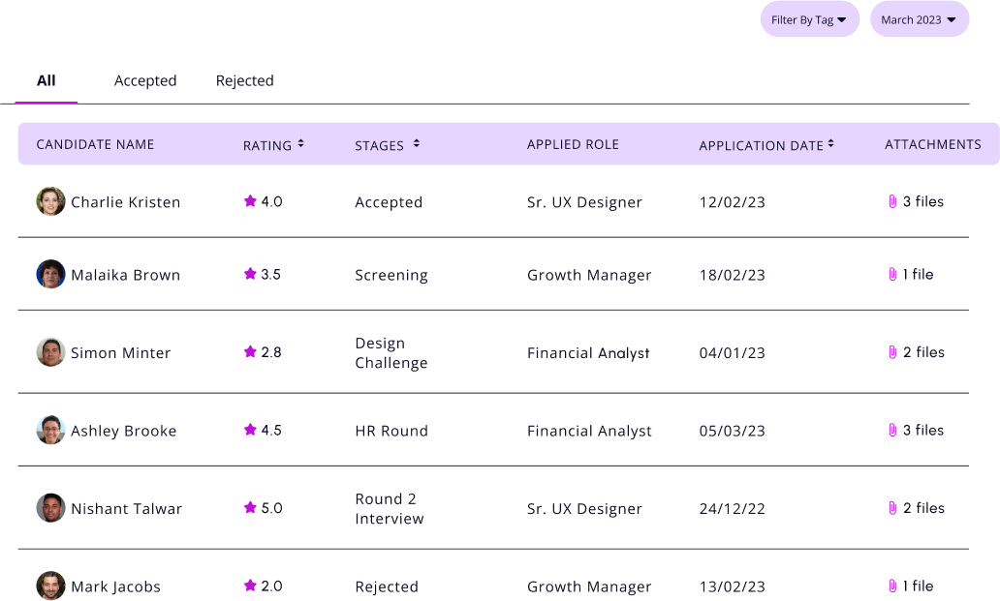 Filter By Tag
March 2023
All Accepted Rejected
CANDIDATE NAME RATING STAGES APPLIED ROLE APPLICATION DATE ATTACHMENTS
Charlie Kristen 4.0 Accepted Sr. UX Designer 12/02/23 3 files
Malaika Brown 3.5 Screening Growth Manager 18/02/23 1 file
Simon Minter 2.8 Design Challenge Financial Analyst 04/01/23 2 files
Ashley Brooke 4.5 HR Round Financial Analyst 05/03/23 3 files
Nishant Talwar 5.0 Round 2 Interview Sr. UX Designer 24/12/22 2 files
Mark Jacobs 2.0 Rejected Growth Manager 13/02/23 1 file